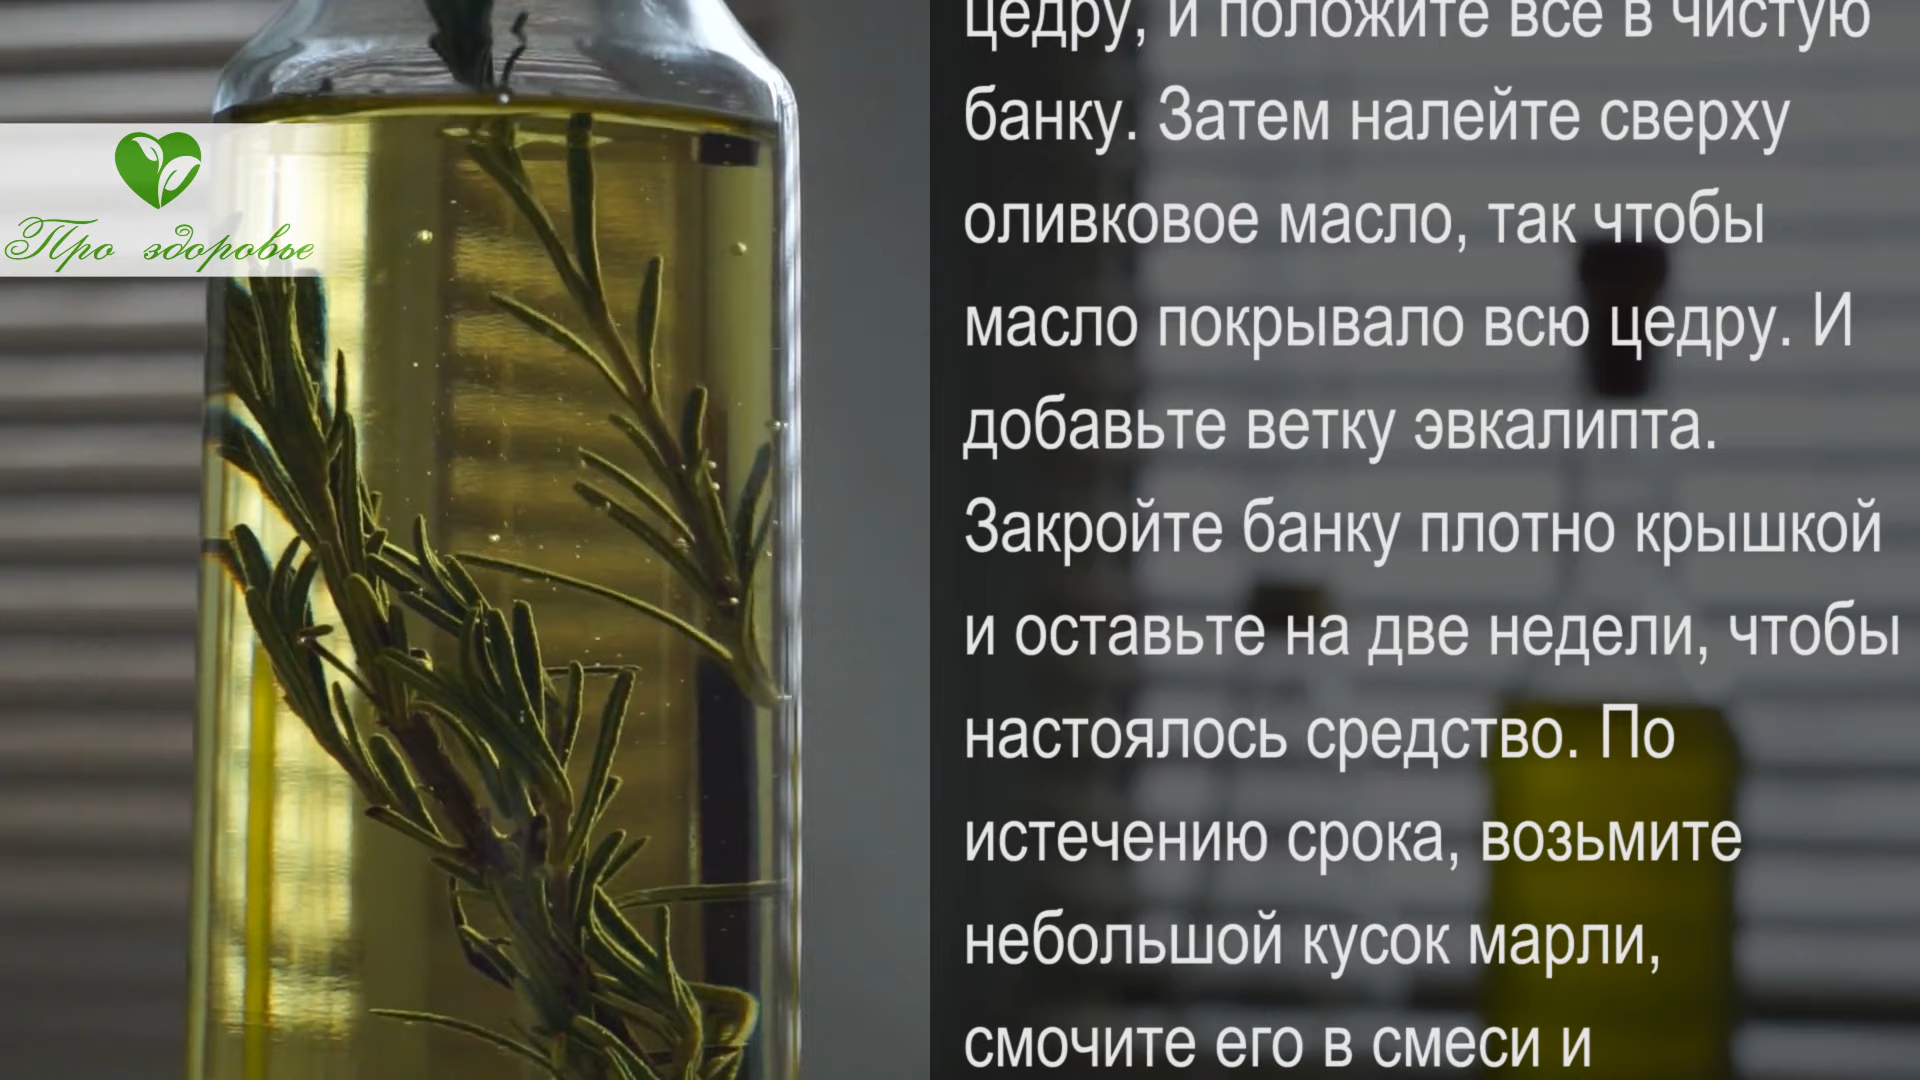 Про здоровье
цедру, и положите все в чистую
банку. Затем налейте сверху
оливковое масло, так чтобы
масло покрывало всю цедру. И
добавьте ветку эвкалипта.
Закройте банку плотно крышкой
и оставьте на две недели, чтобы
настоялось средство. По
истечению срока, возьмите
небольшой кусок марли,
смочите его в смеси и